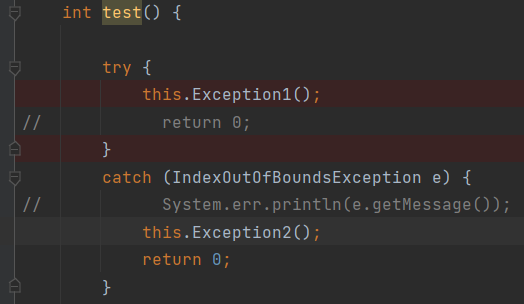 int test() {
try {
this.Exception1();
// return 0;
}
catch (IndexOutOfBoundsException e) {
// System.err.println(e.getMessage());
this.Exception2();
return 0;
}